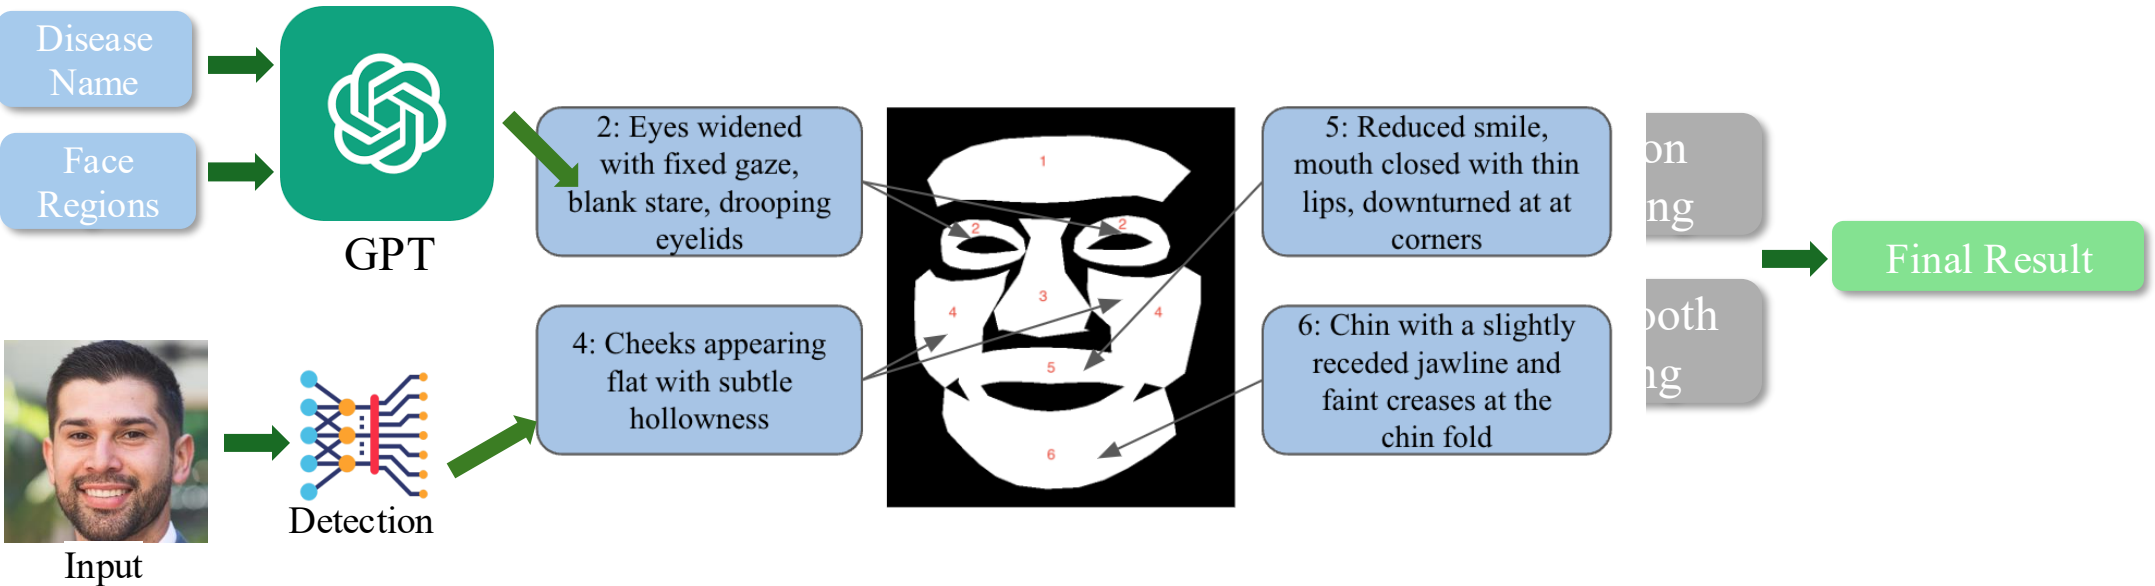 Disease
Name
Face
Regions
GPT
Input
Detection
2: Eyes widened
with fixed gaze,
blank stare, drooping
eyelids
4: Cheeks appearing
flat with subtle
hollowness
1
2
2
3
4
4
5
6
5: Reduced smile,
mouth closed with thin
lips, downturned at at
corners
6: Chin with a slightly
receded jawline and
faint creases at the
chin fold
on
ng
ooth
ng
Final Result